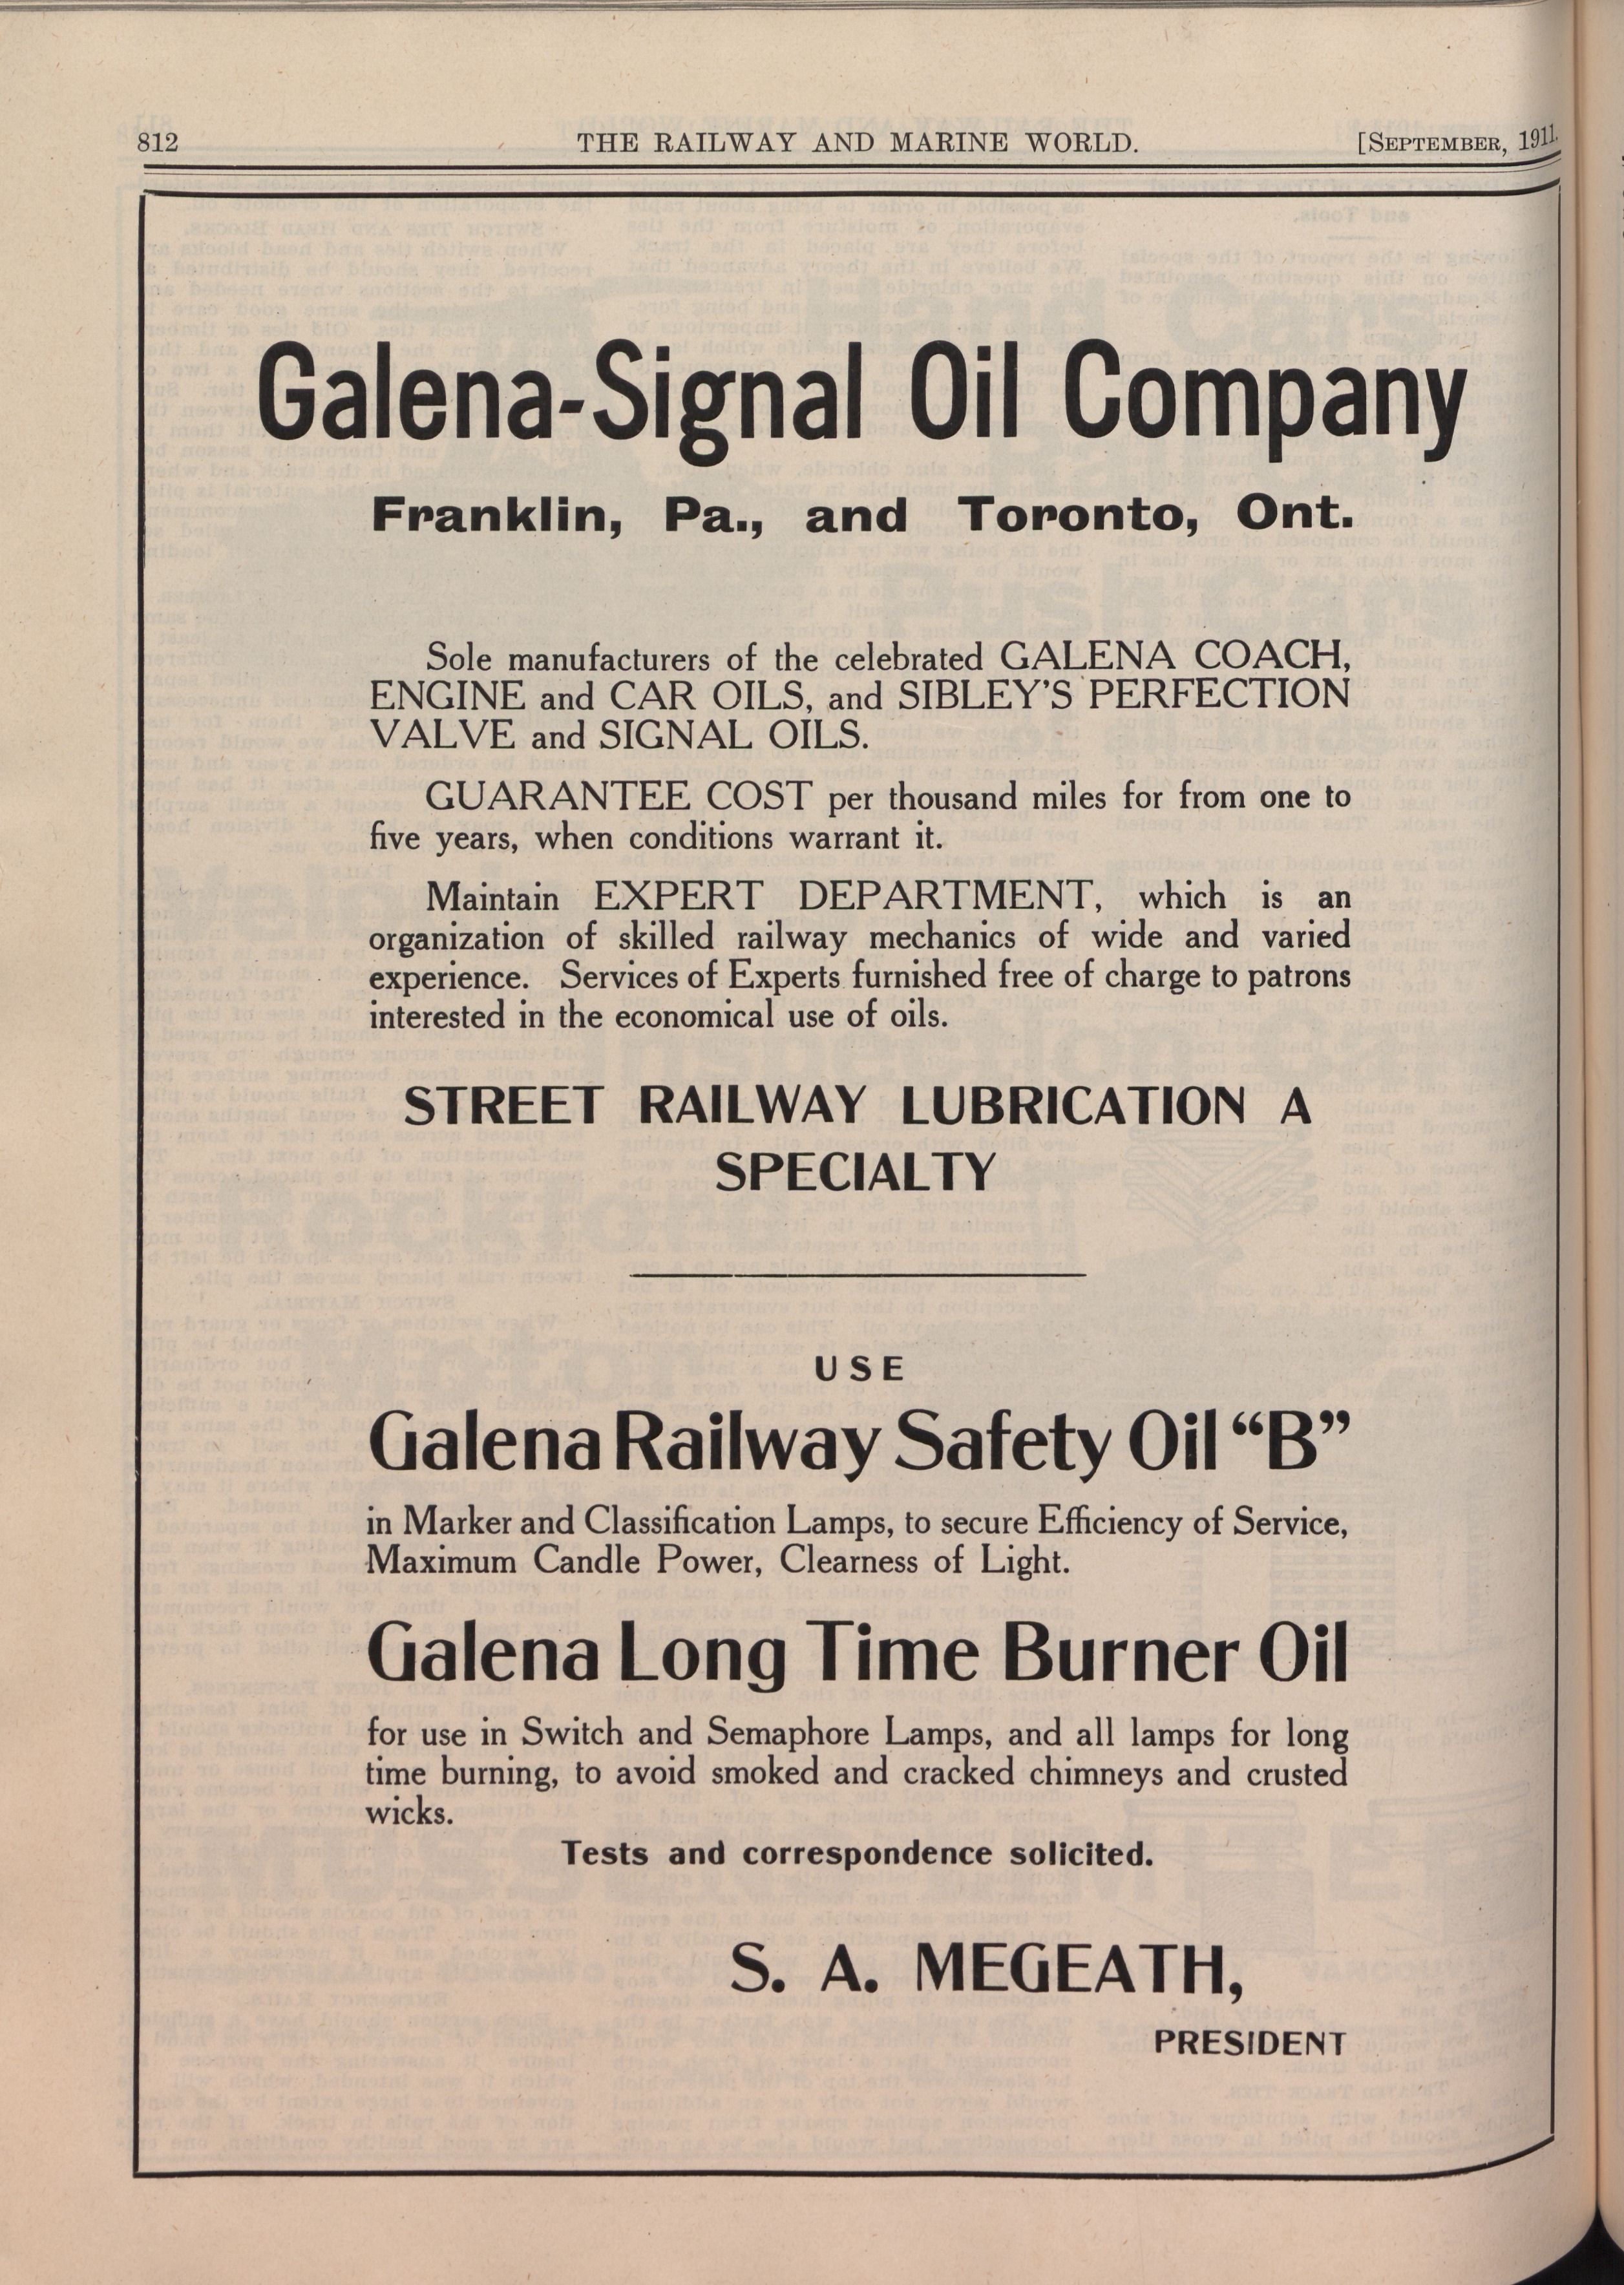 812
THE RAILWAY AND MARINE WORLD.
[SEPTEMBER, 1911.
Galena-Signal Oil Company
Franklin, Pa., and Toronto, Ont.
Sole manufacturers of the celebrated GALENA COACH,
ENGINE and CAR OILS, and SIBLEY'S PERFECTION
VALVE and SIGNAL OILS.
GUARANTEE COST per thousand miles for from one to
five years, when conditions warrant it.
Maintain EXPERT DEPARTMENT, which is an
organization of skilled railway mechanics of wide and varied
experience. Services of Experts furnished free of charge to patrons
interested in the economical use of oils.
STREET RAILWAY LUBRICATION A
SPECIALTY
USE
Galena Railway Safety Oil “B”
in Marker and Classification Lamps, to secure Efficiency of Service,
Maximum Candle Power, Clearness of Light.
Galena Long Time Burner Oil
for use in Switch and Semaphore Lamps, and all lamps for long
time burning, to avoid smoked and cracked chimneys and crusted
wicks.
Tests and correspondence solicited.
S. A. MEGEATH,
PRESIDENT